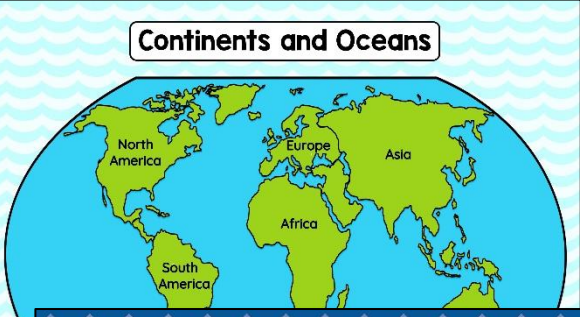 Continents and Oceans
North
America
Europe
Asia
Africa
South
America